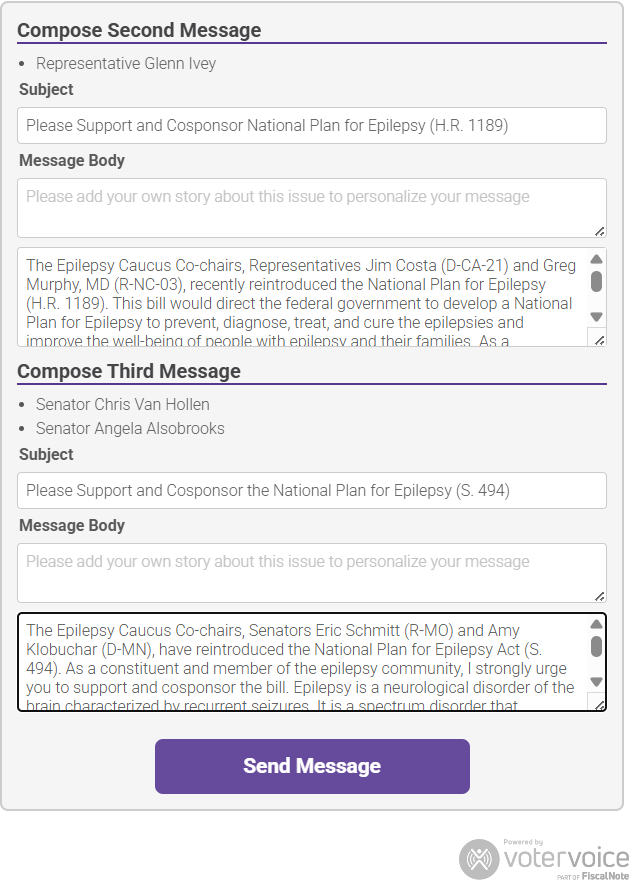 Compose Second Message
• Representative Glenn Ivey
Subject
Please Support and Cosponsor National Plan for Epilepsy (H.R. 1189)
Message Body
Please add your own story about this issue to personalize your message
The Epilepsy Caucus Co-chairs, Representatives Jim Costa (D-CA-21) and Greg
Murphy, MD (R-NC-03), recently reintroduced the National Plan for Epilepsy
(H.R. 1189). This bill would direct the federal government to develop a National
Plan for Epilepsy to prevent, diagnose, treat, and cure the epilepsies and
improve the well-being of people with epilepsy and their families. As a
Compose Third Message
• Senator Chris Van Hollen
• Senator Angela Alsobrooks
Subject
Please Support and Cosponsor the National Plan for Epilepsy (S. 494)
Message Body
Please add your own story about this issue to personalize your message
The Epilepsy Caucus Co-chairs, Senators Eric Schmitt (R-MO) and Amy
Klobuchar (D-MN), have reintroduced the National Plan for Epilepsy Act (S.
494). As a constituent and member of the epilepsy community, I strongly urge
you to support and cosponsor the bill. Epilepsy is a neurological disorder of the
brain characterized by recurrent seizures. It is a spectrum disorder that
Send Message
Powered by
votervoice
PART OF FiscalNote